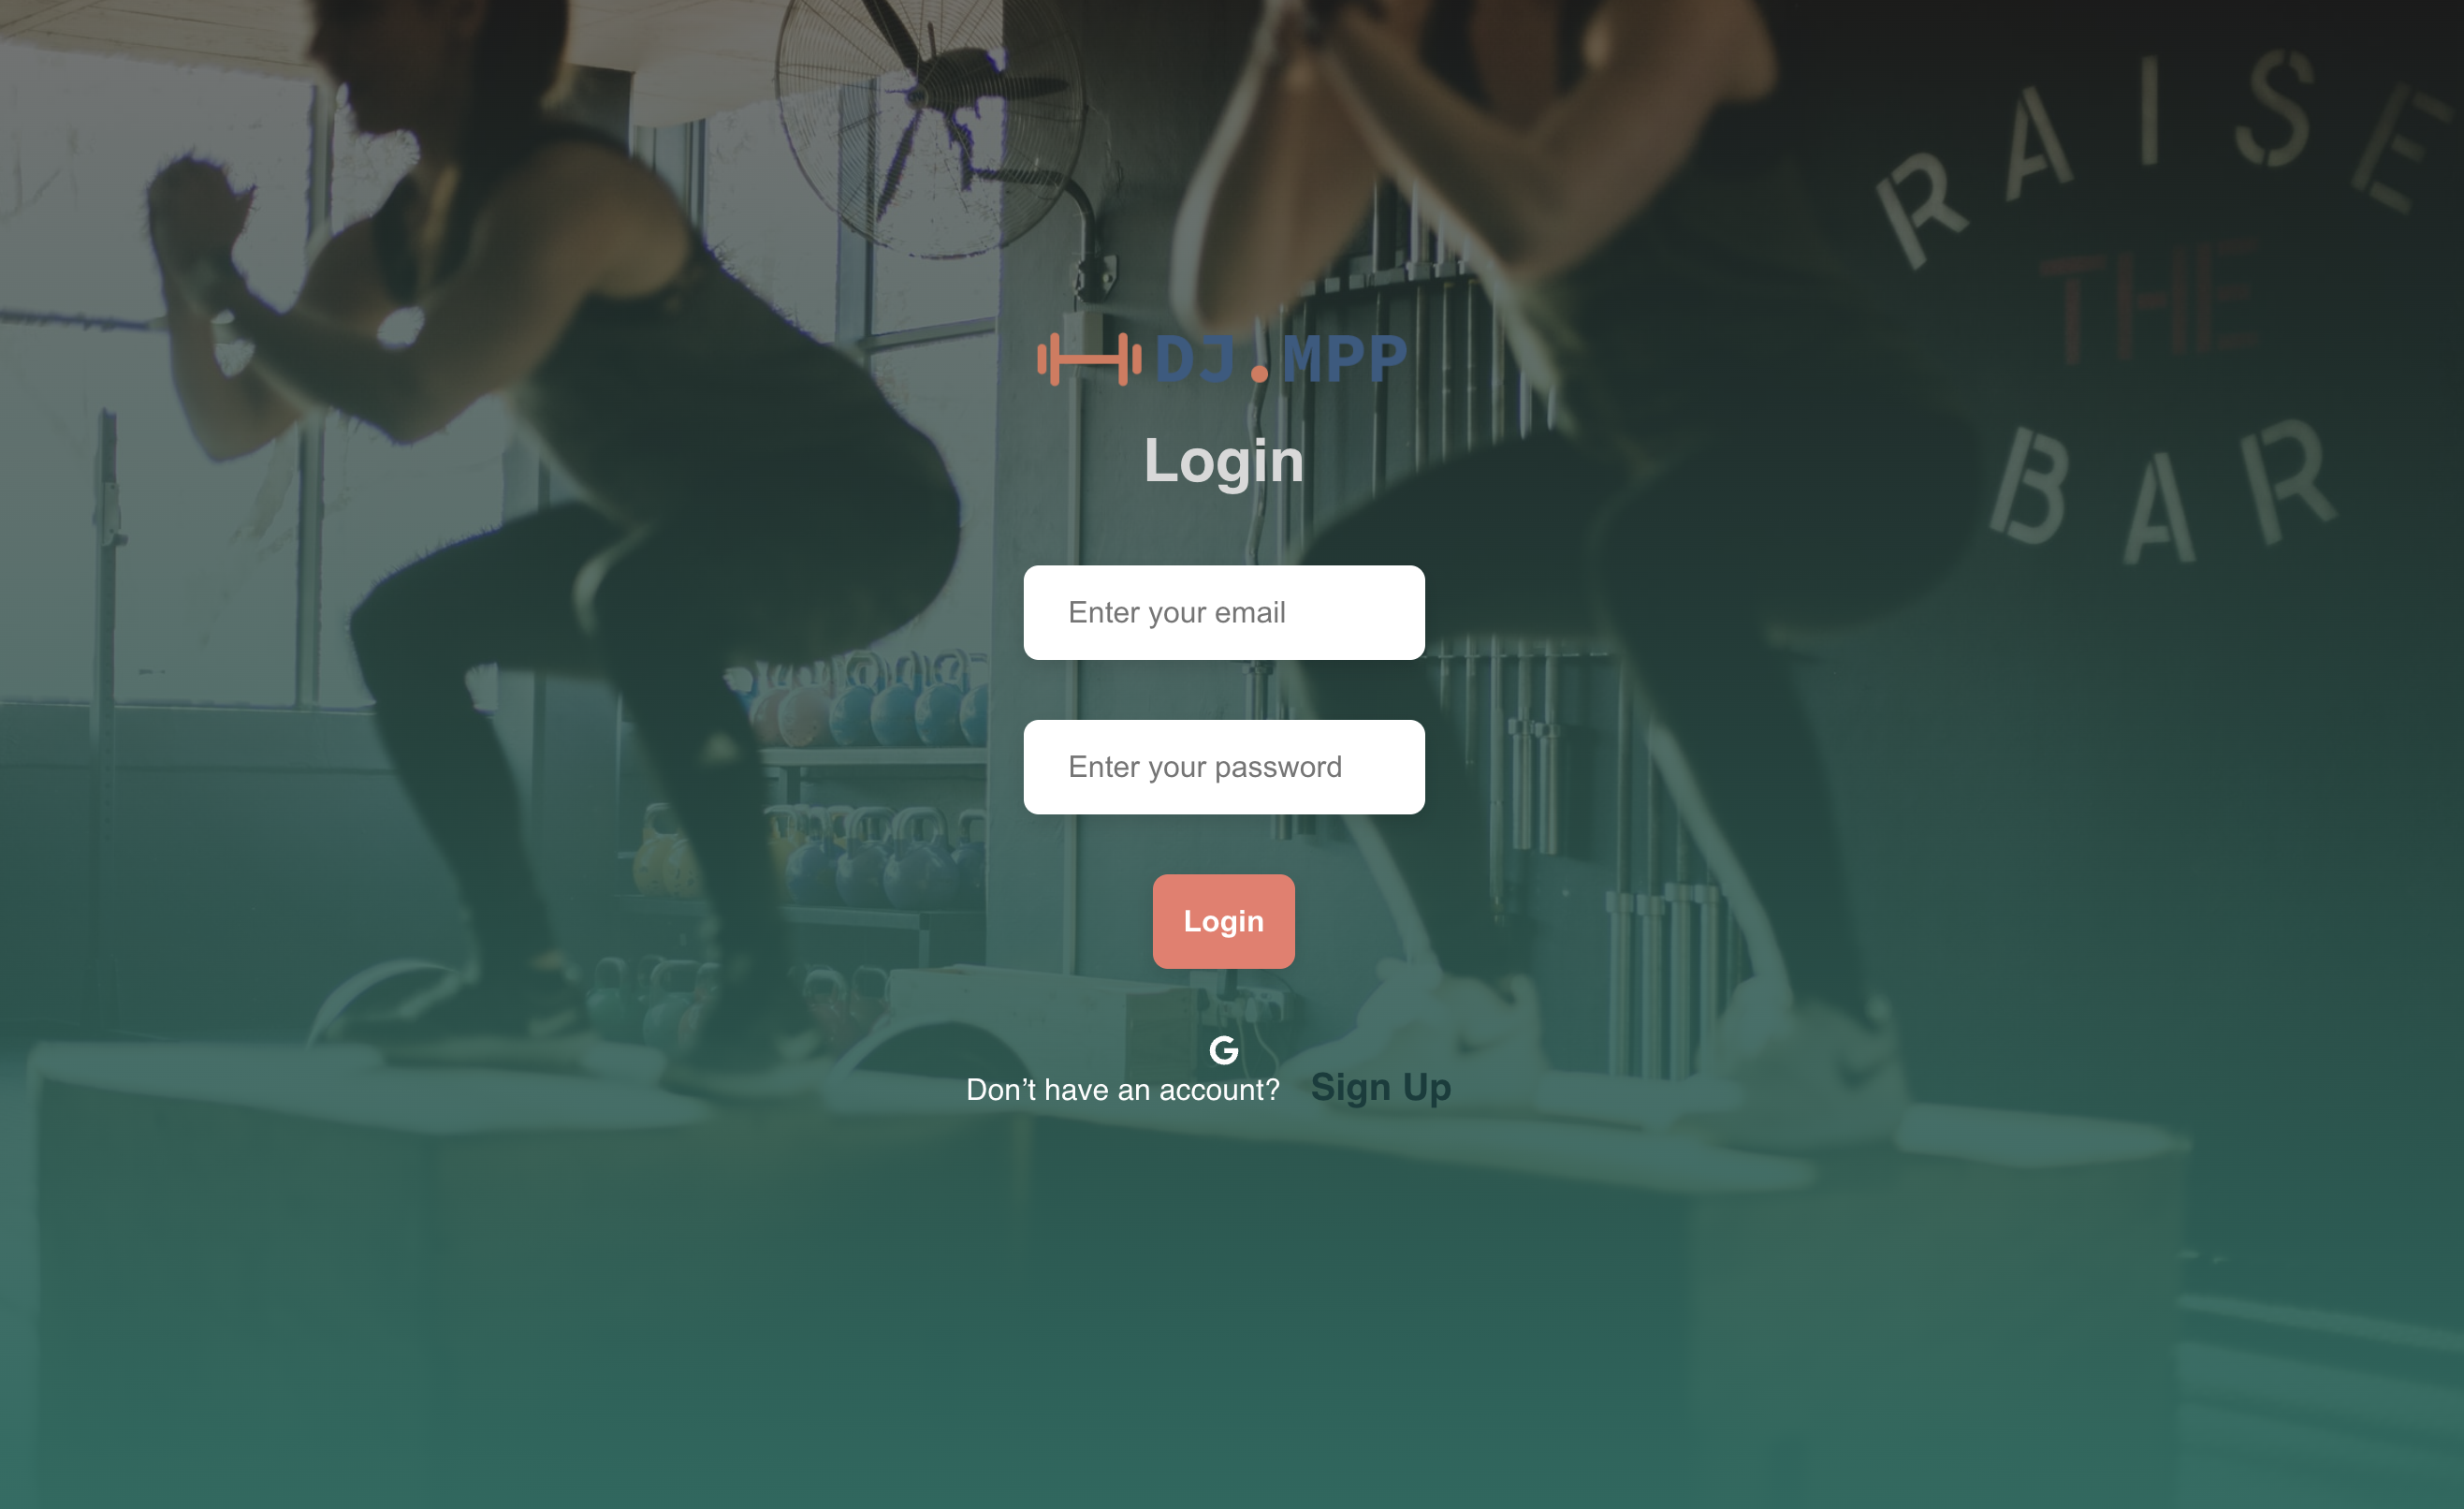 RAISE
THE
BAR
DJ.MPP
Login
Enter your email
Enter your password
Login
G
Don’t have an account? Sign Up